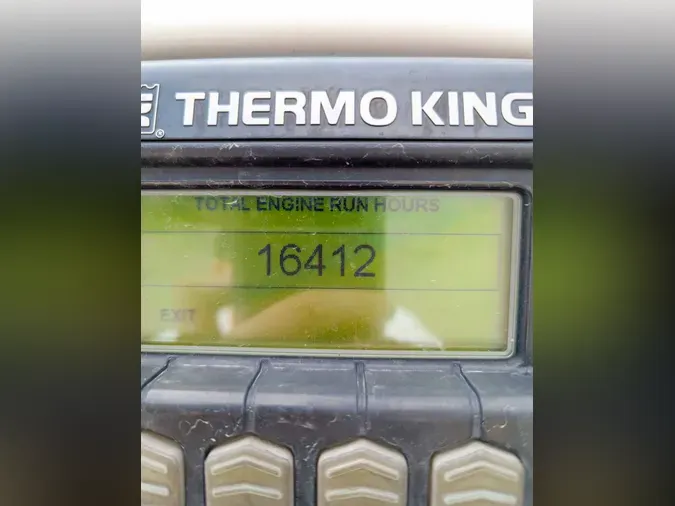 THERMO KING
TOTAL ENGINE RUN HOURS
16412
EXIT